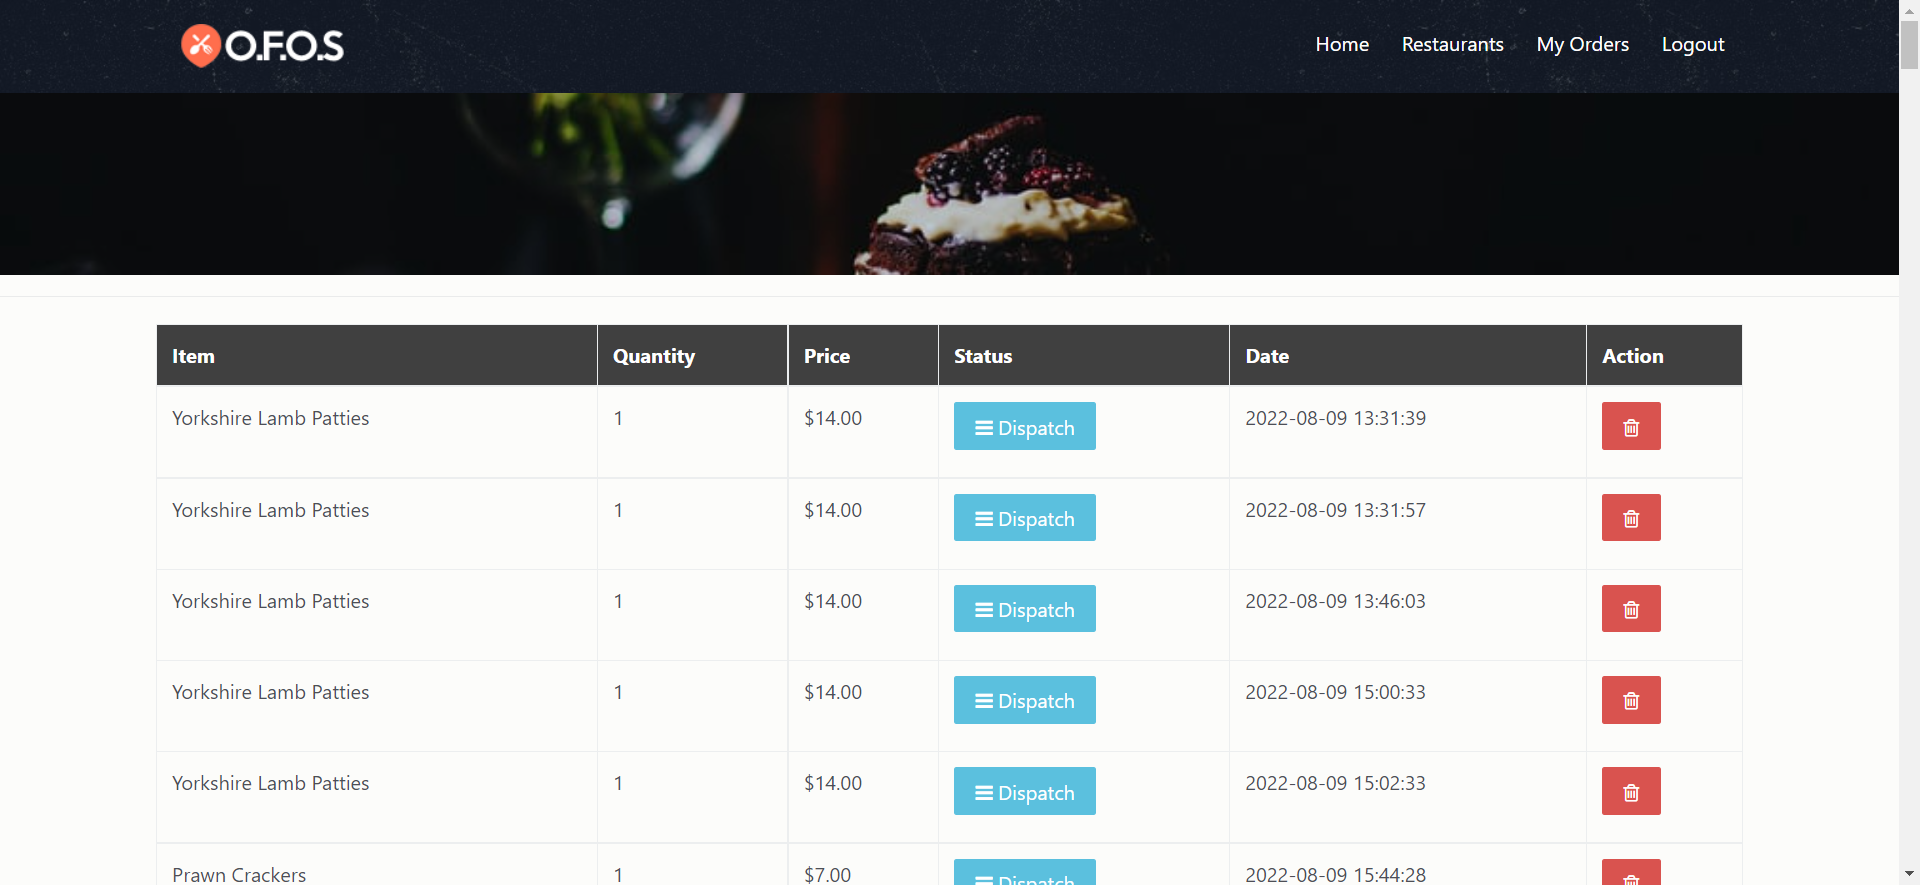 O.F.O.S
Home Restaurants My Orders Logout
Item Quantity Price Status Date Action
Yorkshire Lamb Patties 1 $14.00 Dispatch 2022-08-09 13:31:39
Yorkshire Lamb Patties 1 $14.00 Dispatch 2022-08-09 13:31:57
Yorkshire Lamb Patties 1 $14.00 Dispatch 2022-08-09 13:46:03
Yorkshire Lamb Patties 1 $14.00 Dispatch 2022-08-09 15:00:33
Yorkshire Lamb Patties 1 $14.00 Dispatch 2022-08-09 15:02:33
Prawn Crackers 1 $7.00 Dispatch 2022-08-09 15:44:28